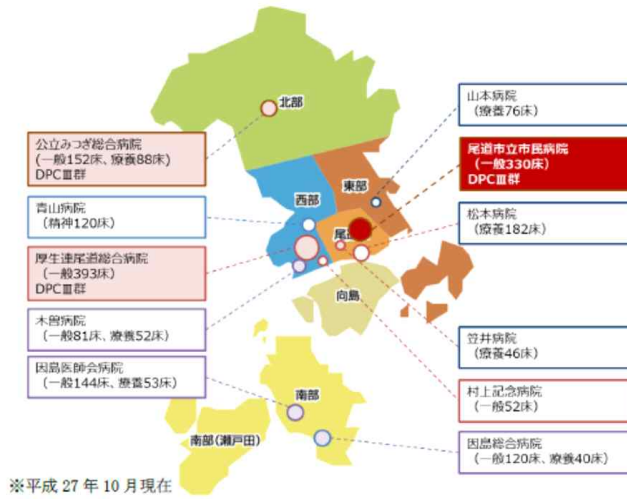 北部
山本病院
(療養76床)
公立みつぎ総合病院
(一般152床、療養88床)
DPCⅢ群
尾道市立市民病院
(一般330床)
DPCⅢ群
東部
西部
青山病院
(精神120床)
松本病院
(療養182床)
尾道
厚生連尾道総合病院
(一般393床)
DPCⅢ群
向島
木曽病院
(一般81床、療養52床)
笠井病院
(療養46床)
因島医師会病院
(一般144床、療養53床)
村上記念病院
(一般52床)
南部
南部(瀬戸田)
因島総合病院
(一般120床、療養40床)
※平成 27 年 10 月現在